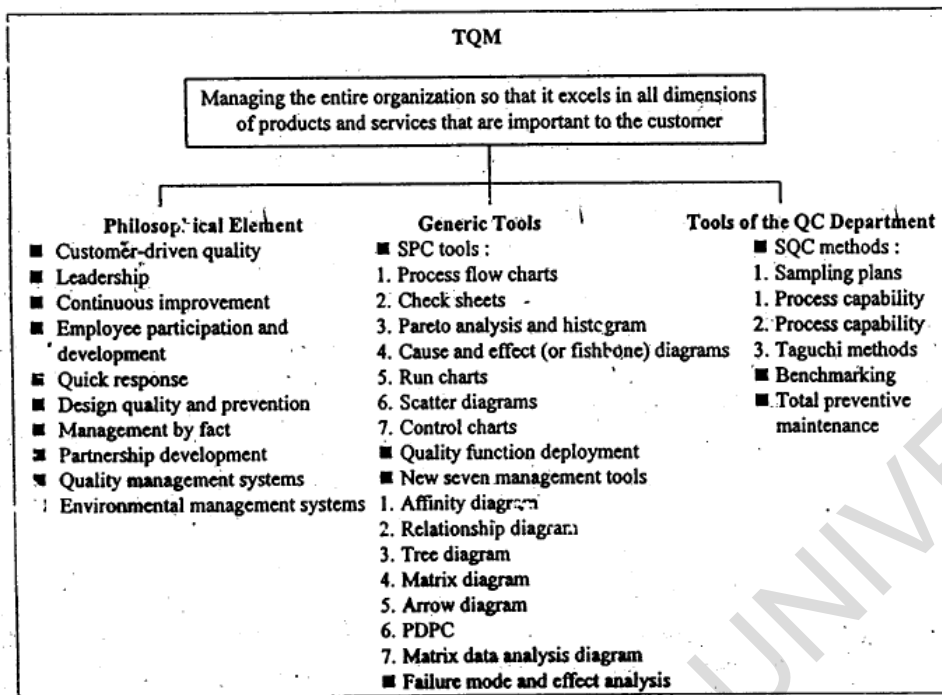 TQM
Managing the entire organization so that it excels in all dimensions
of products and services that are important to the customer
Philosophical Element
■ Customer-driven quality
■ Leadership
■ Continuous improvement
■ Employee participation and
development
■ Quick response
■ Design quality and prevention
■ Management by fact
■ Partnership development
■ Quality management systems
Environmental management systems
Generic Tools
■ SPC tools :
1. Process flow charts
2. Check sheets
3. Pareto analysis and histogram
4. Cause and effect (or fishbone) diagrams
5. Run charts
6. Scatter diagrams
7. Control charts
■ Quality function deployment
■ New seven management tools
1. Affinity diagram
2. Relationship diagram
3. Tree diagram
4. Matrix diagram
5. Arrow diagram
6. PDPC
7. Matrix data analysis diagram
■ Failure mode and effect analysis
Tools of the QC Department
■ SQC methods :
1. Sampling plans
1. Process capability
2. Process capability
3. Taguchi methods
■ Benchmarking
■ Total preventive
maintenance
UNIVE